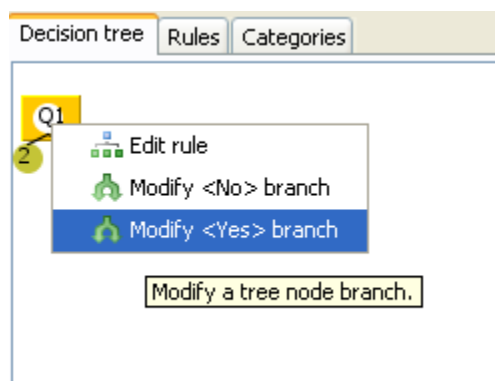 Decision tree Rules Categories
Q1
2
Edit rule
Modify <No> branch
Modify <Yes> branch
Modify a tree node branch.